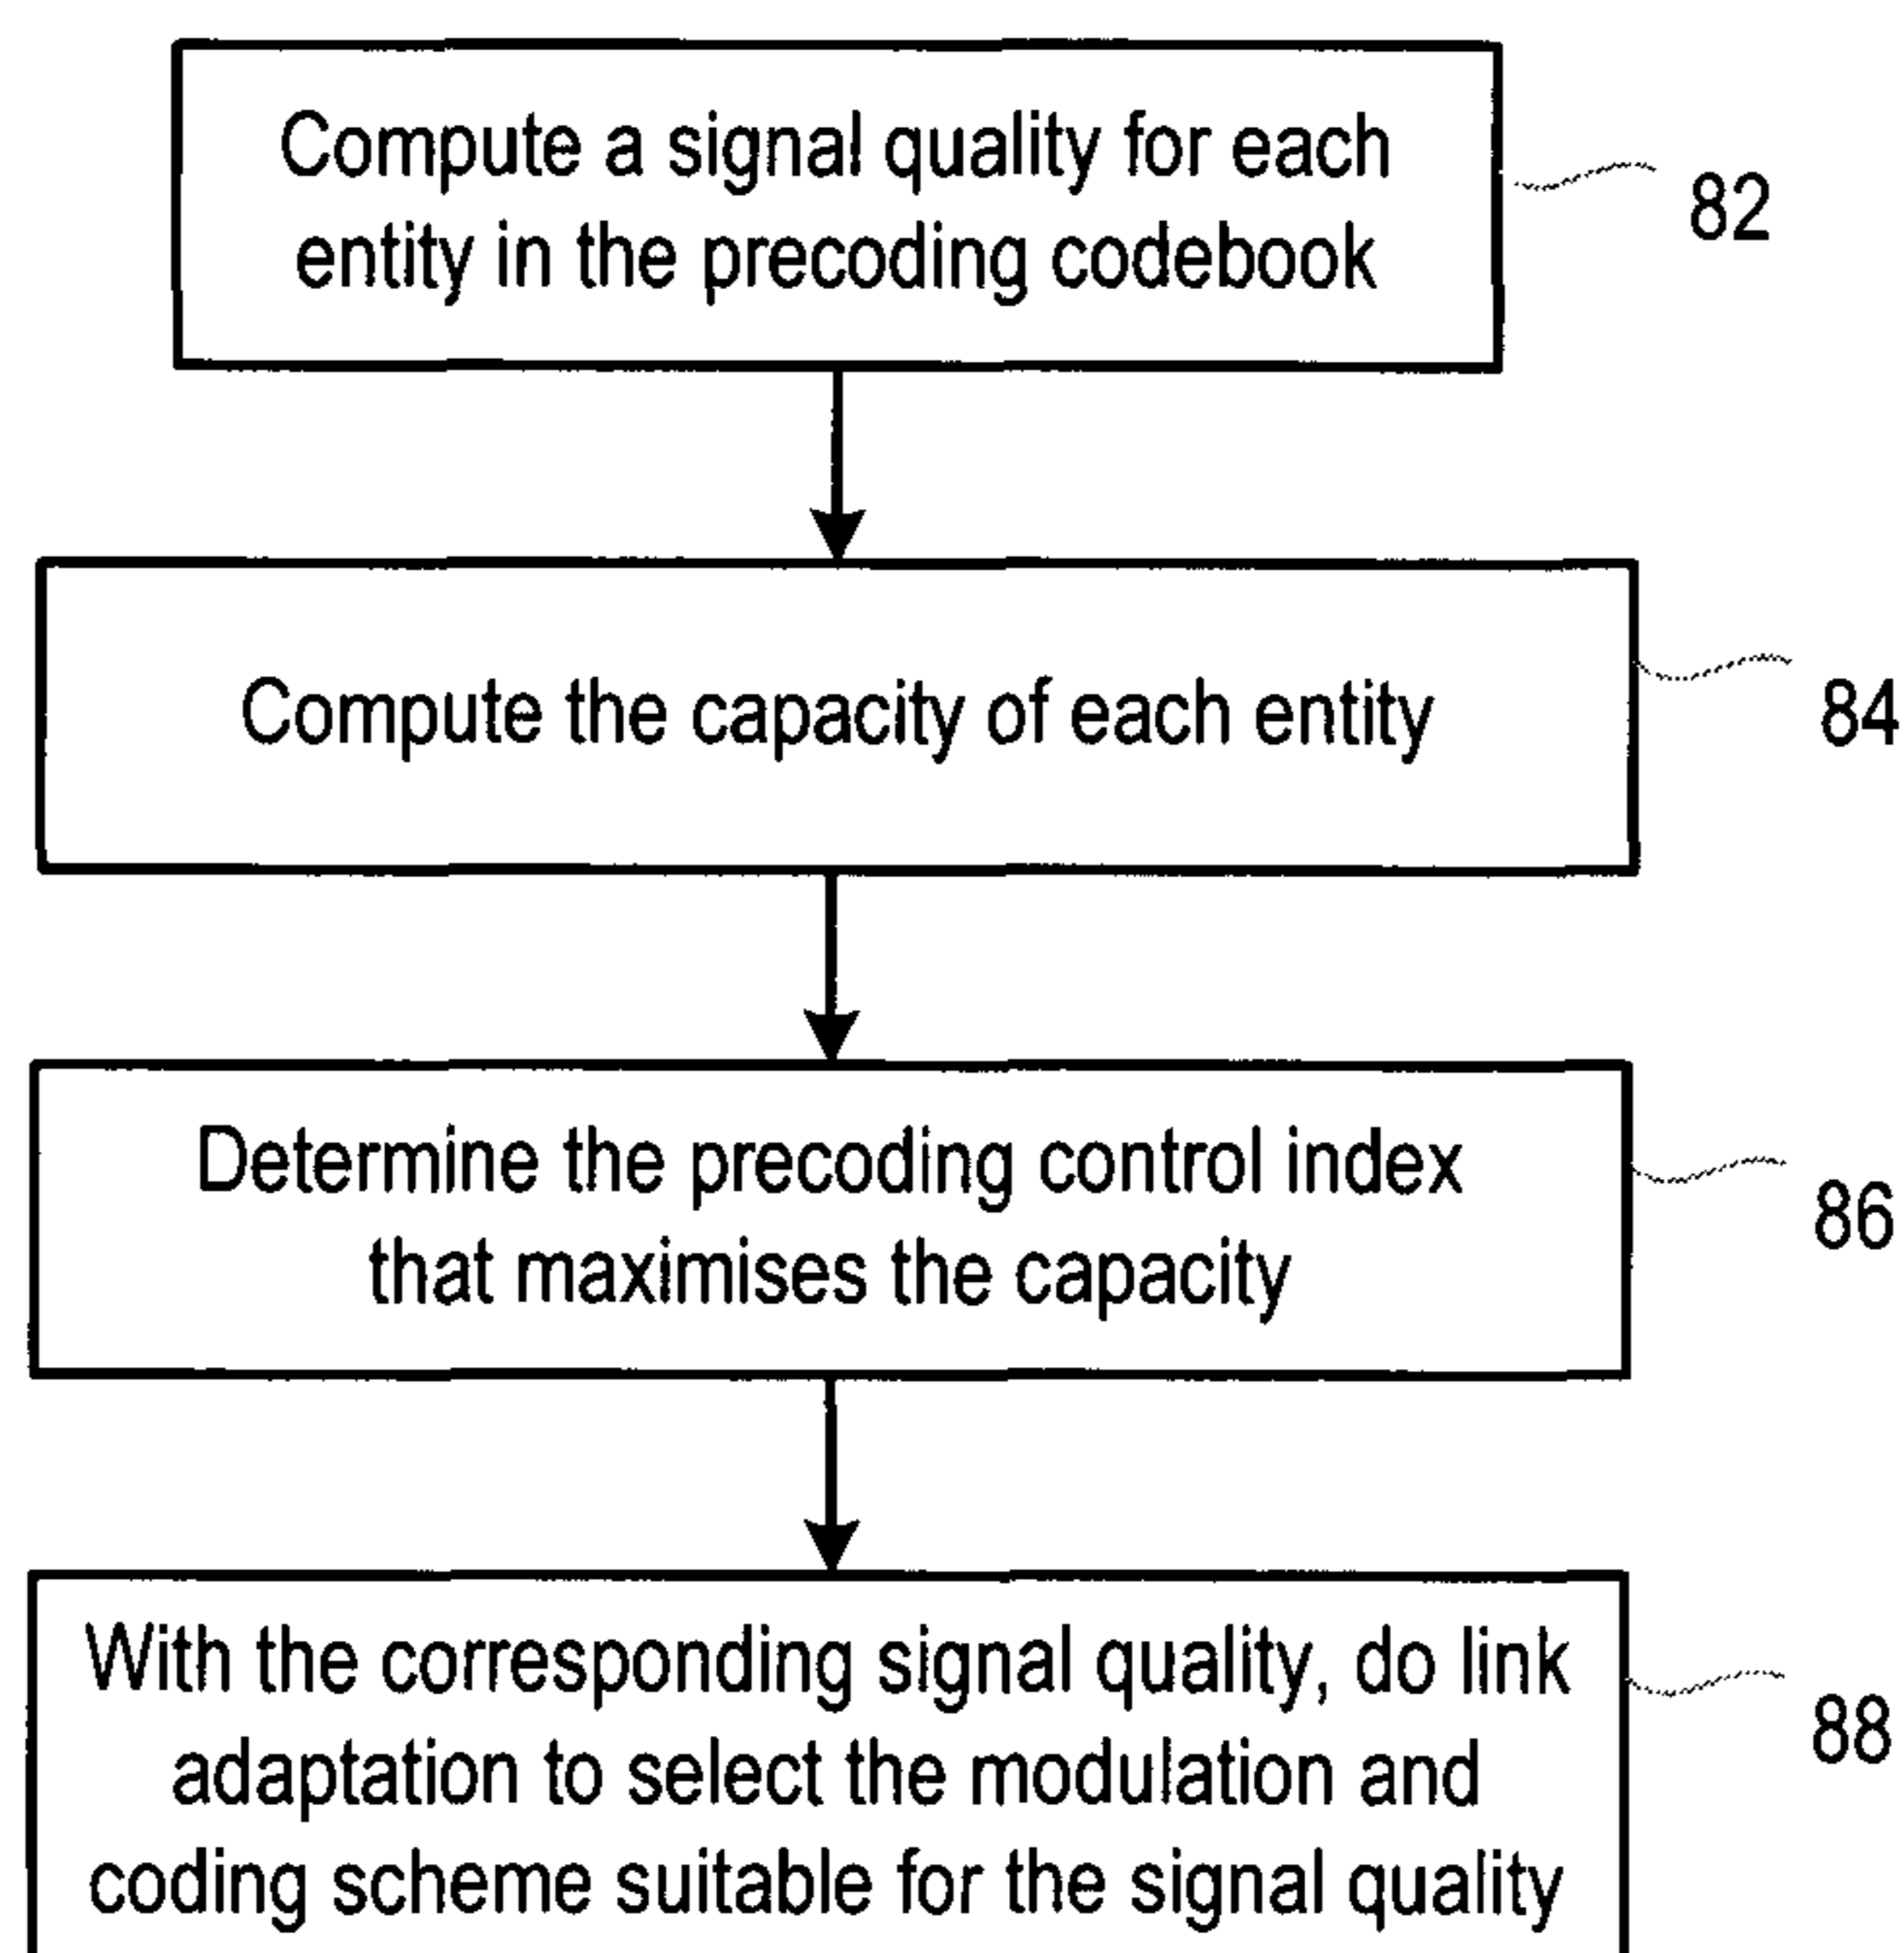 Compute a signal quality for each
entity in the precoding codebook
82
Compute the capacity of each entity
84
Determine the precoding control index
that maximises the capacity
86
With the corresponding signal quality, do link
adaptation to select the modulation and
coding scheme suitable for the signal quality
88